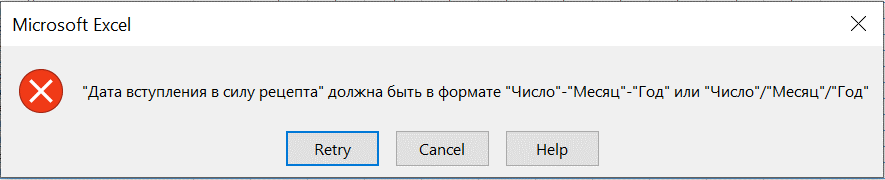 Microsoft Excel
"Дата вступления в силу рецепта" должна быть в формате "Число"-"Месяц"-"Год" или "Число"/"Месяц"/"Год"
Retry Cancel Help